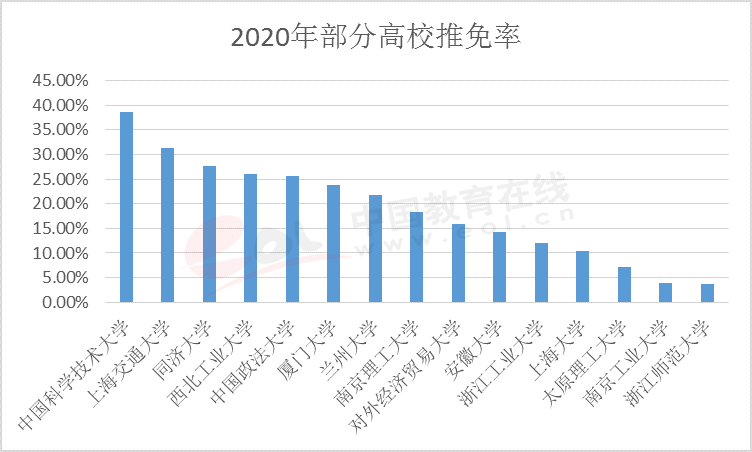 2020年部分高校推免率
45.00%
40.00%
35.00%
30.00%
25.00%
20.00%
15.00%
10.00%
5.00%
0.00%
中国科学技术大学
上海交通大学
同济大学
西北工业大学
中国政法大学
厦门大学
兰州大学
南京理工大学
对外经济贸易大学
安徽大学
浙江工业大学
上海大学
太原理工大学
南京工业大学
浙江师范大学
eol
中国教育在线
www.eol.cn